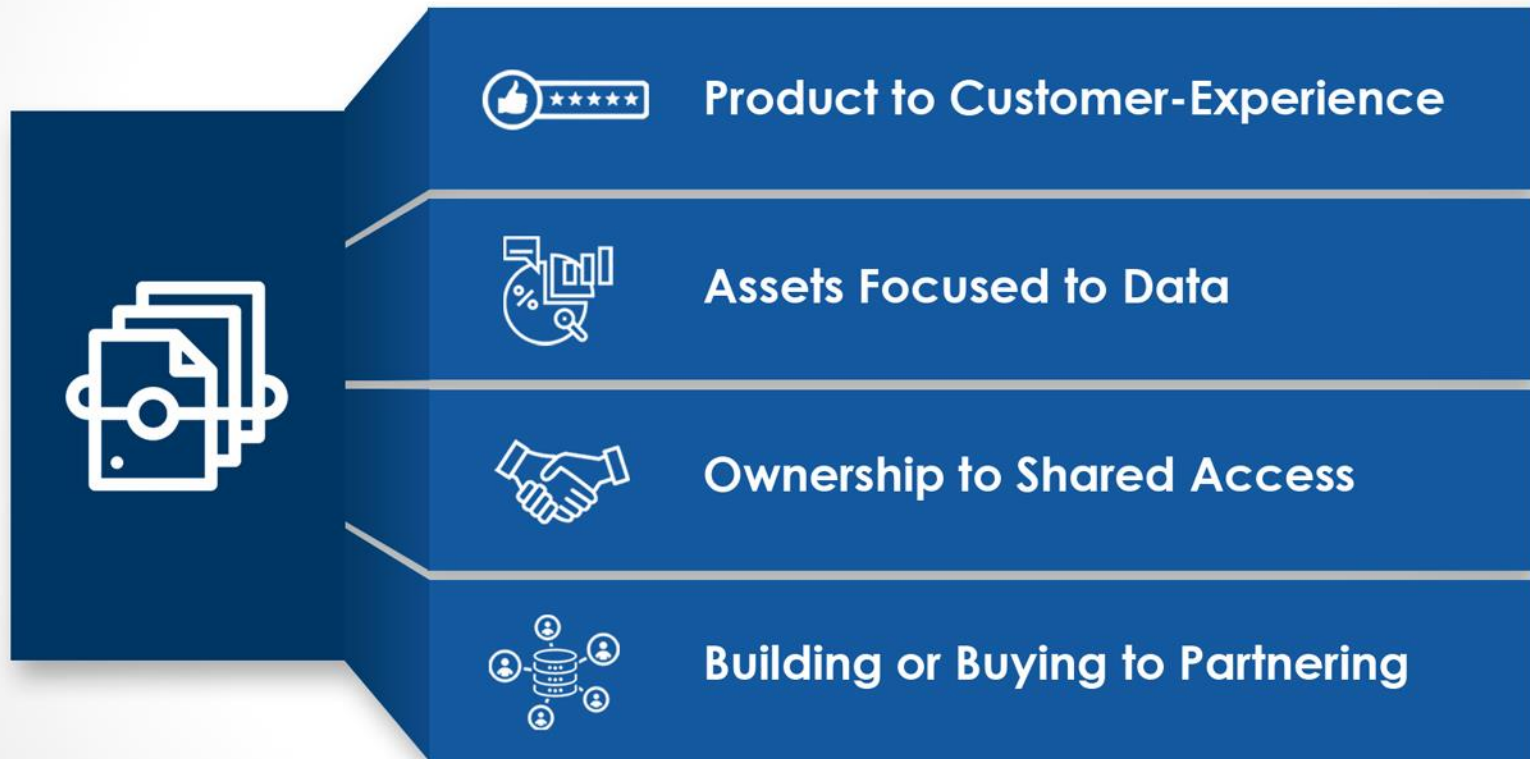 Product to Customer-Experience
Assets Focused to Data
%
Ownership to Shared Access
Building or Buying to Partnering